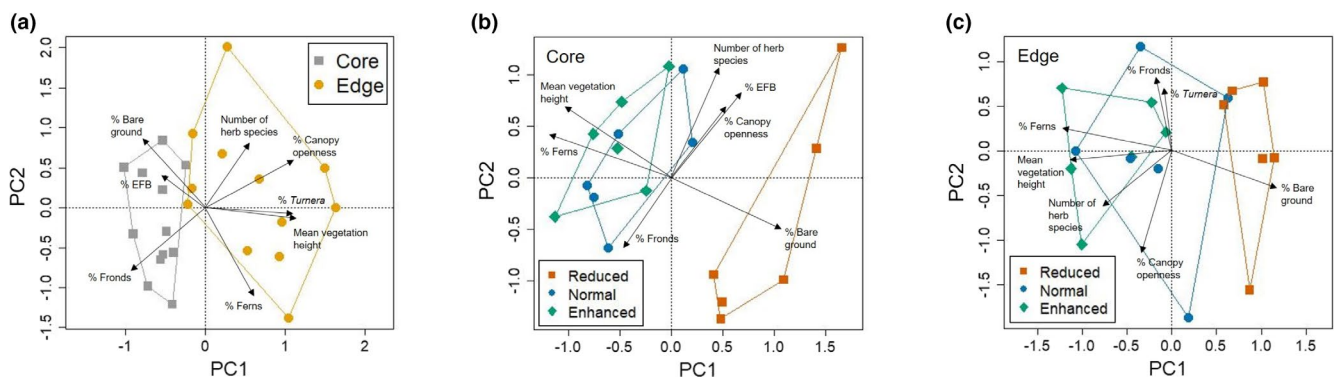 (a)
Core
Edge
% Bare
ground
Number of
herb species
% Canopy
openness
% EFB
% Turnera
Mean vegetation
height
% Fronds
% Ferns
PC2
2.0
1.5
1.0
0.5
0.0
-0.5
-1.0
-1.5
-1
0
1
2
PC1
(b)
Core
Number of herb
species
Mean vegetation
height
% EFB
% Canopy
openness
% Ferns
% Fronds
% Bare
ground
Reduced
Normal
Enhanced
PC2
1.0
0.5
0.0
-0.5
-1.0
-1.0
-0.5
0.0
0.5
1.0
1.5
PC1
(c)
Edge
% Fronds
% Turnera
% Ferns
Mean vegetation
height
Number of
herb species
% Bare
ground
% Canopy
openness
Reduced
Normal
Enhanced
PC2
1.0
0.5
0.0
-0.5
-1.0
-1.5
-1.5
-1.0
-0.5
0.0
0.5
1.0
1.5
PC1